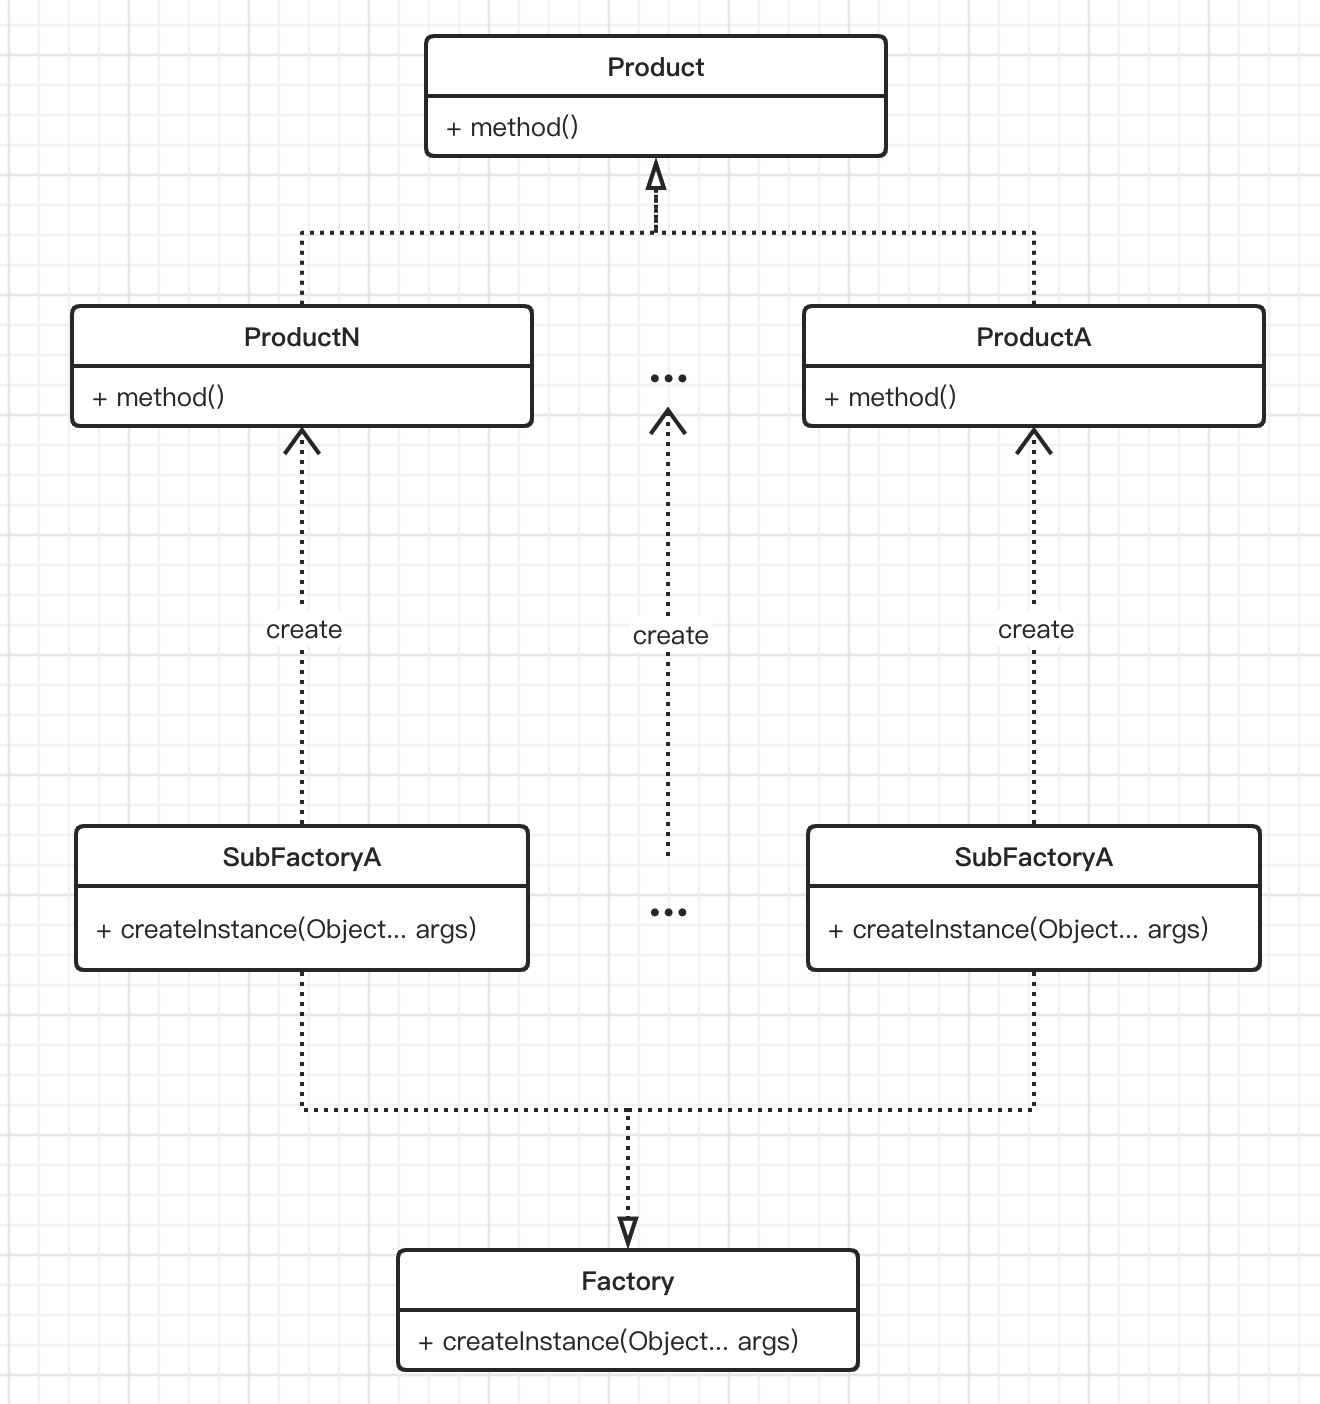 Product
+ method()
ProductN
+ method()
...
ProductA
+ method()
create
create
create
SubFactoryA
+ createInstance(Object... args)
...
SubFactoryA
+ createInstance(Object... args)
Factory
+ createInstance(Object... args)